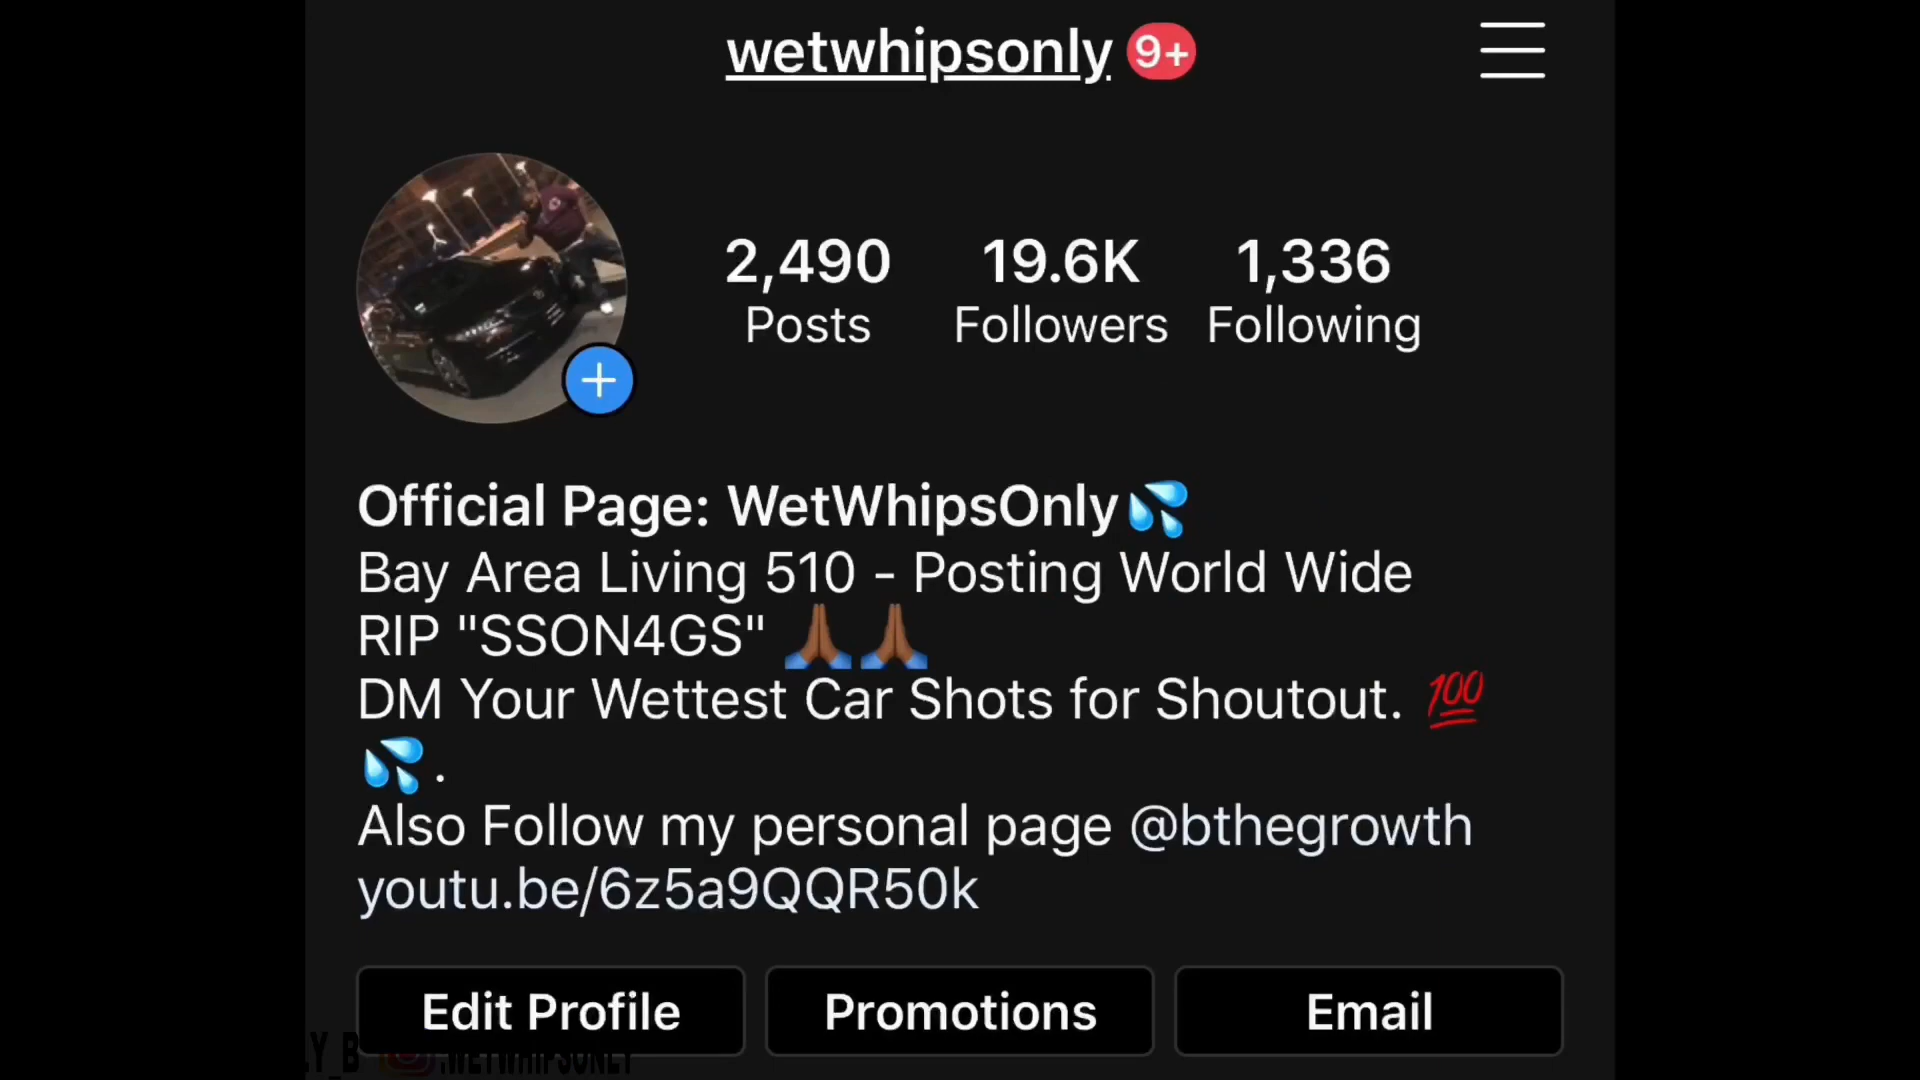 wetwhipsonly 9+
2,490 19.6K 1,336
Posts Followers Following
Official Page: WetWhipsOnly💦
Bay Area Living 510 - Posting World Wide
RIP "SSON4GS" 🙏🏾🙏🏾
DM Your Wettest Car Shots for Shoutout. 💯
💦.
Also Follow my personal page @bthegrowth
youtu.be/6z5a9QQR50k
Edit Profile Promotions Email